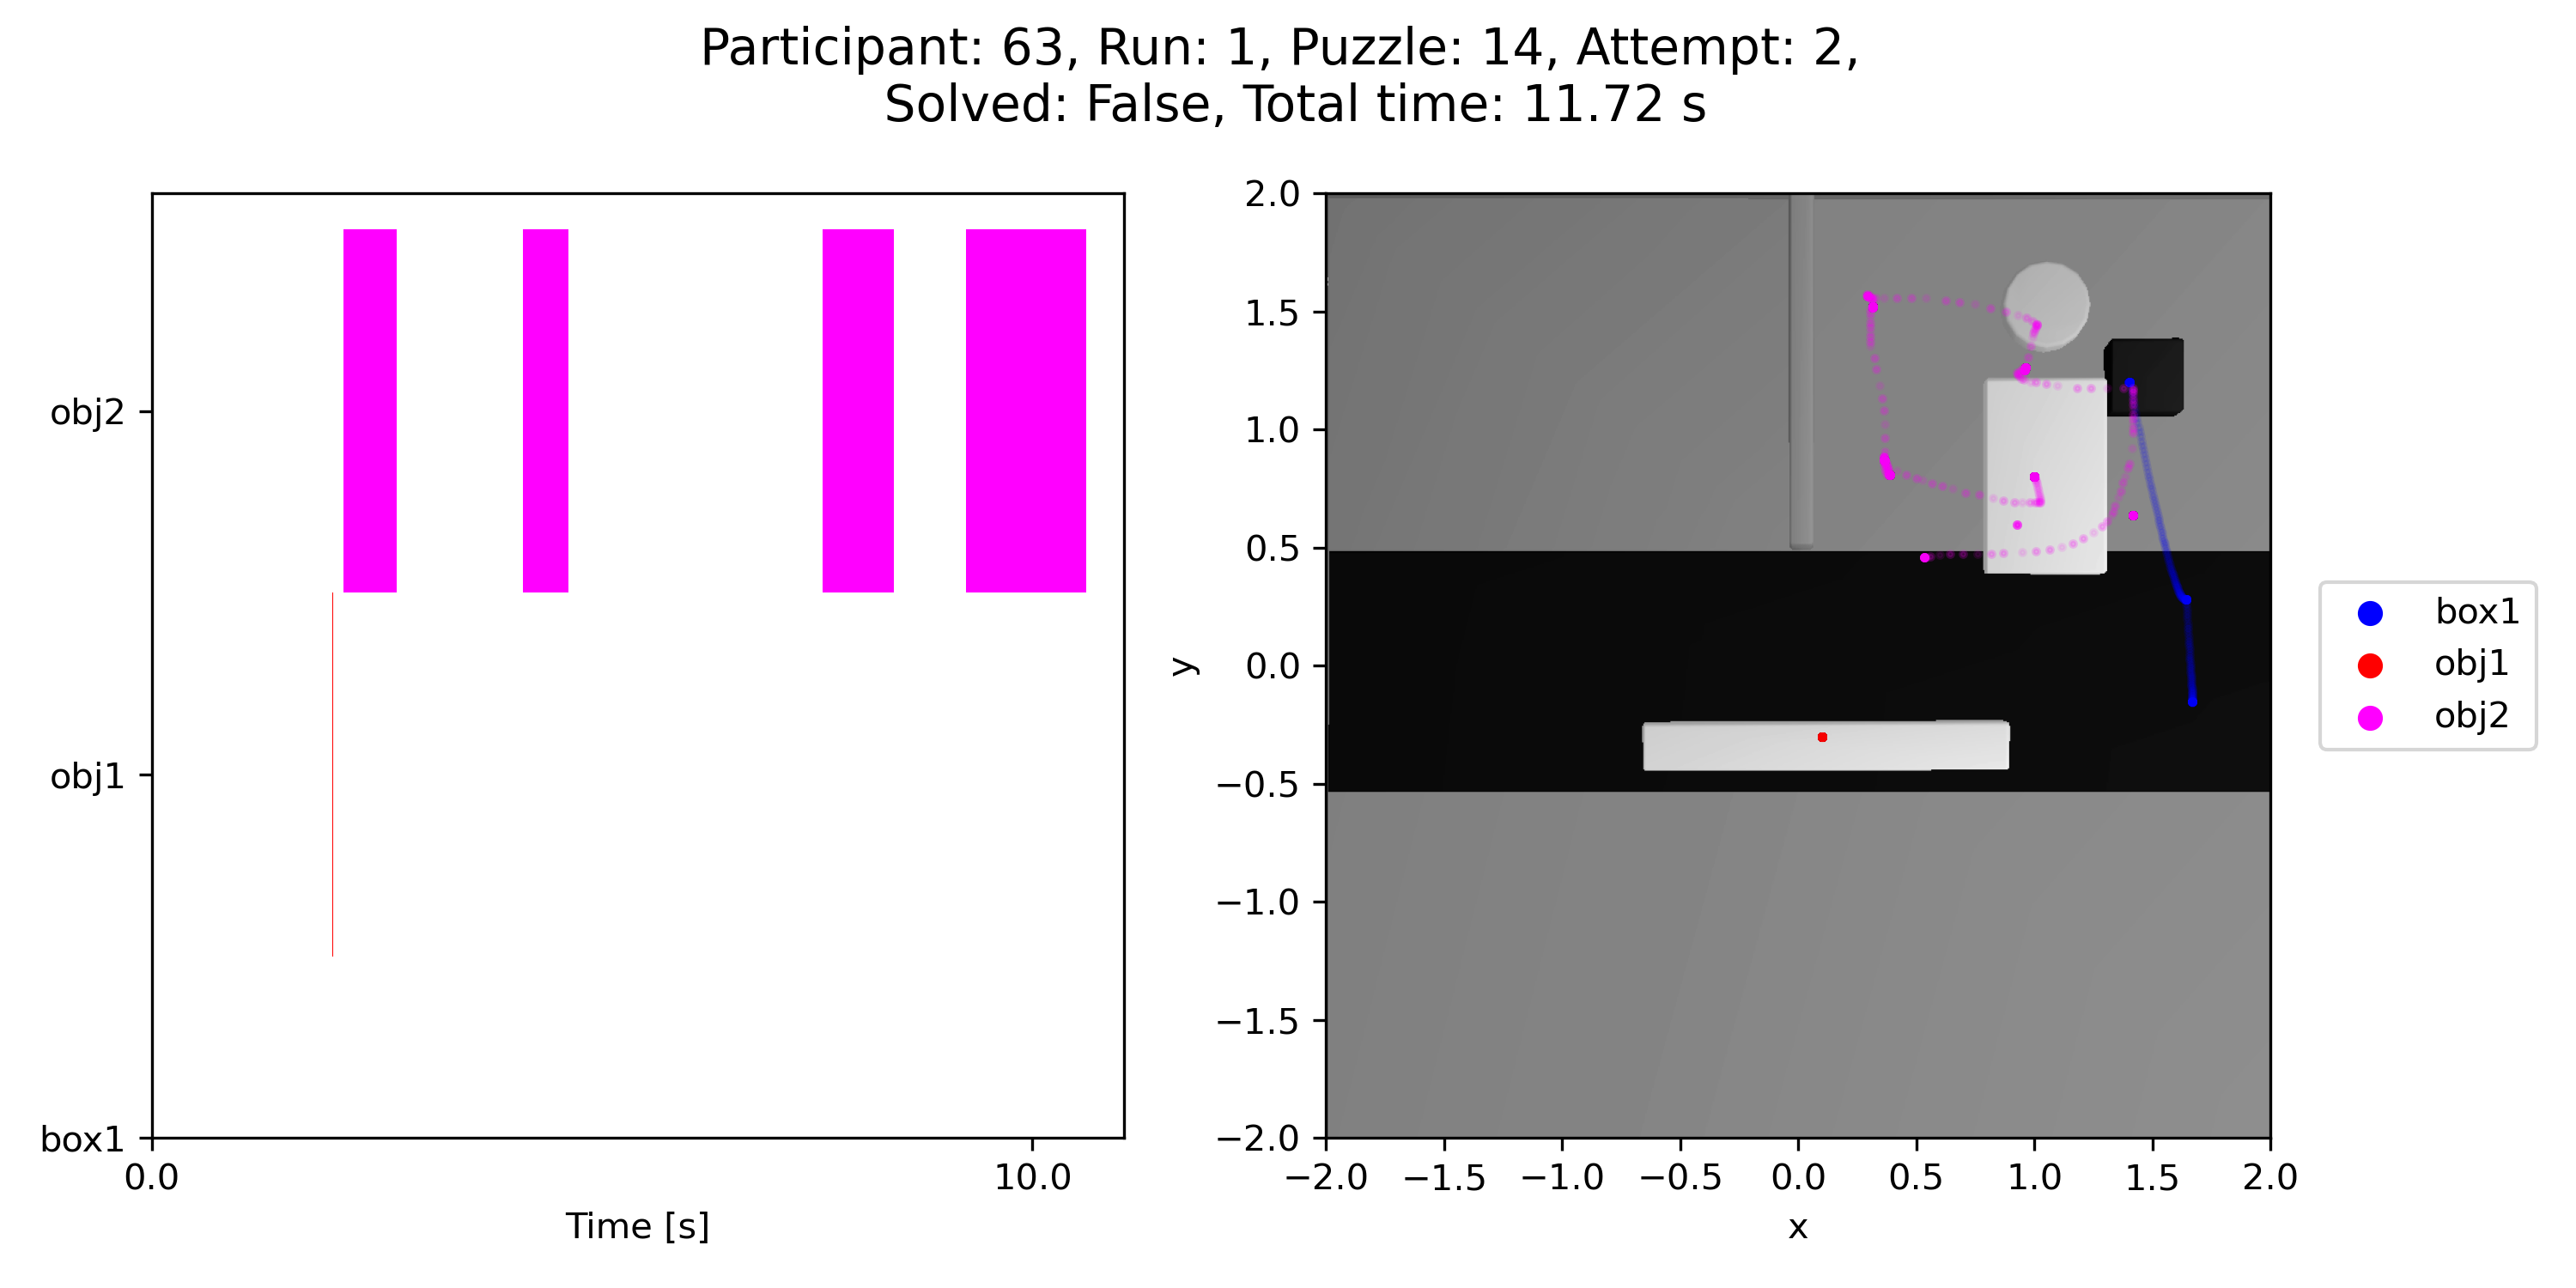 Participant: 63, Run: 1, Puzzle: 14, Attempt: 2,
Solved: False, Total time: 11.72 s
obj2
obj1
box1
0.0
10.0
Time [s]
2.0
1.5
1.0
0.5
0.0
−0.5
−1.0
−1.5
−2.0
y
−2.0
−1.5
−1.0
−0.5
0.0
0.5
1.0
1.5
2.0
x
box1
obj1
obj2